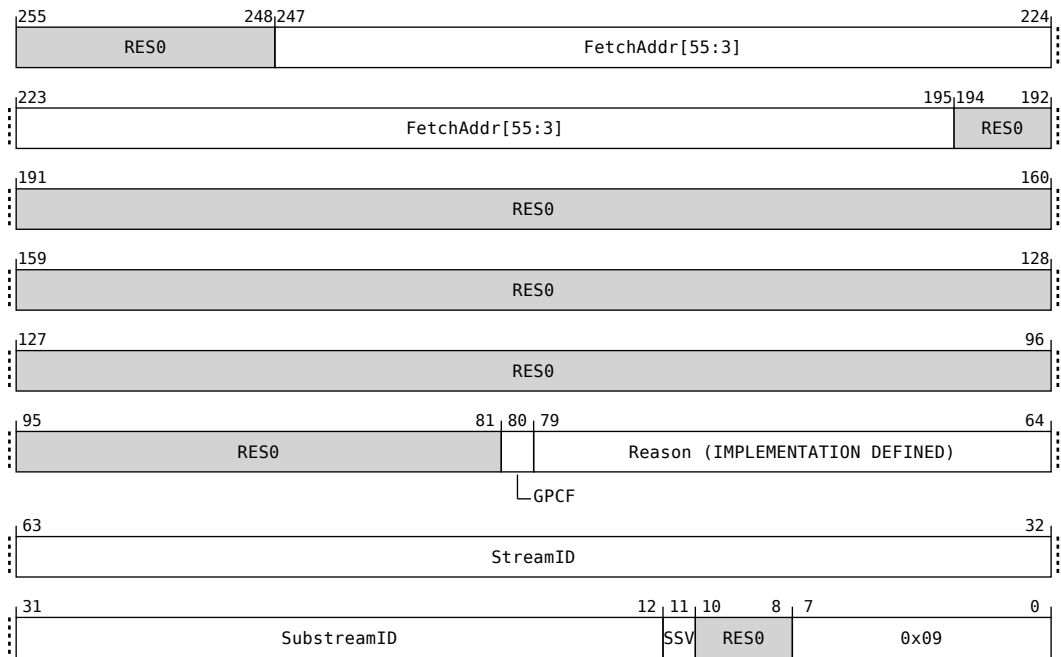 255 248 247 224
RES0 FetchAddr[55:3]
223 195 194 192
FetchAddr[55:3] RES0
191 160
RES0
159 128
RES0
127 96
RES0
95 81 80 79 64
RES0 Reason (IMPLEMENTATION DEFINED)
GPCF
63 32
StreamID
31 12 11 10 8 7 0
SubstreamID SSV RES0 0x09